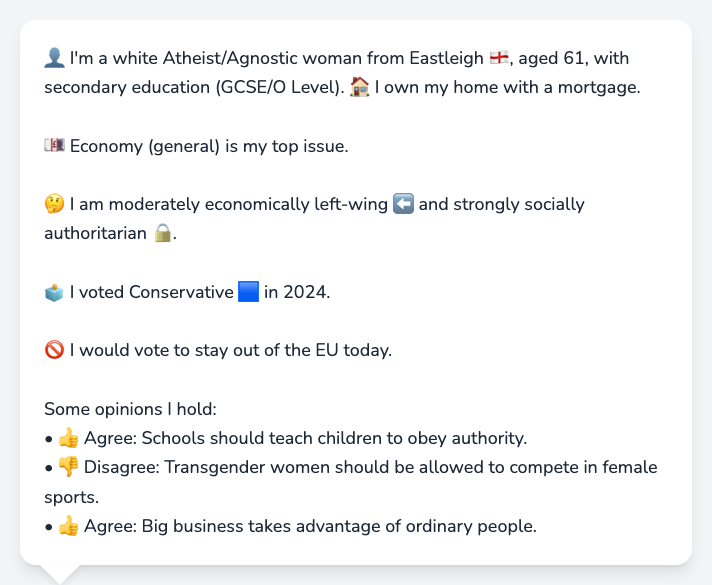 👤 I'm a white Atheist/Agnostic woman from Eastleigh 🏴󠁧󠁢󠁥󠁮󠁧󠁿, aged 61, with
secondary education (GCSE/O Level). 🏠 I own my home with a mortgage.
💷 Economy (general) is my top issue.
🤔 I am moderately economically left-wing ⬅️ and strongly socially
authoritarian 🔒.
🗳️ I voted Conservative 🟦 in 2024.
🚫 I would vote to stay out of the EU today.
Some opinions I hold:
• 👍 Agree: Schools should teach children to obey authority.
• 👎 Disagree: Transgender women should be allowed to compete in female
sports.
• 👍 Agree: Big business takes advantage of ordinary people.